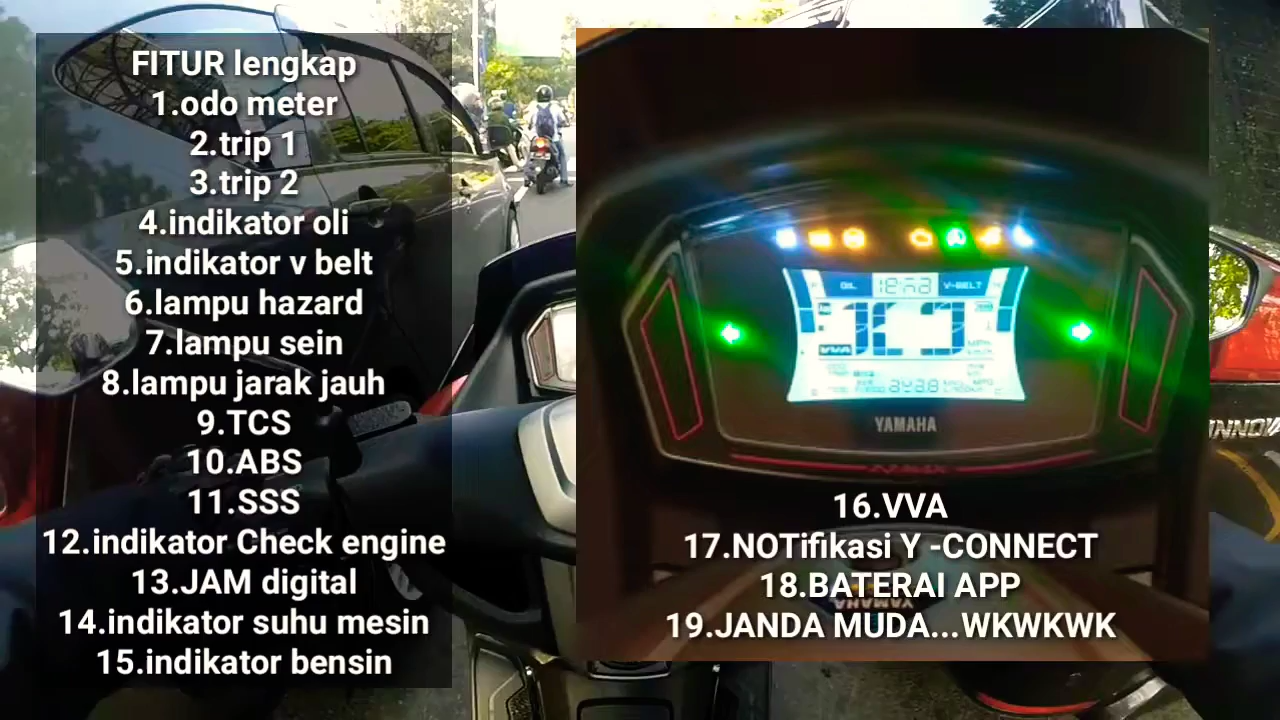 FITUR lengkap
1.odo meter
2.trip 1
3.trip 2
4.indikator oli
5.indikator v belt
6.lampu hazard
7.lampu sein
8.lampu jarak jauh
9.TCS
10.ABS
11.SSS
12.indikator Check engine
13.JAM digital
14.indikator suhu mesin
15.indikator bensin
OIL
V-BELT
VVA
YAMAHA
NMAX
16.VVA
17.NOTifikasi Y -CONNECT
18.BATERAI APP
YAMAHA
19.JANDA MUDA...WKWKWK